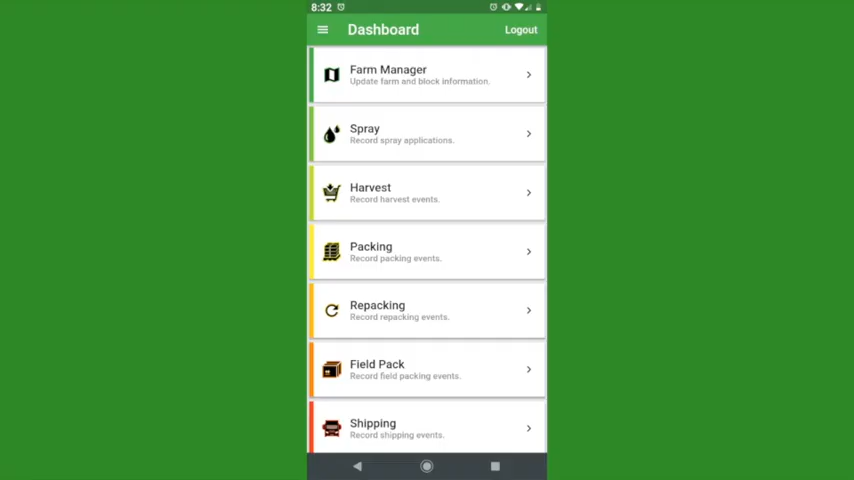 8:32
Dashboard Logout
Farm Manager
Update farm and block information.
Spray
Record spray applications.
Harvest
Record harvest events.
Packing
Record packing events.
Repacking
Record repacking events.
Field Pack
Record field packing events.
Shipping
Record shipping events.